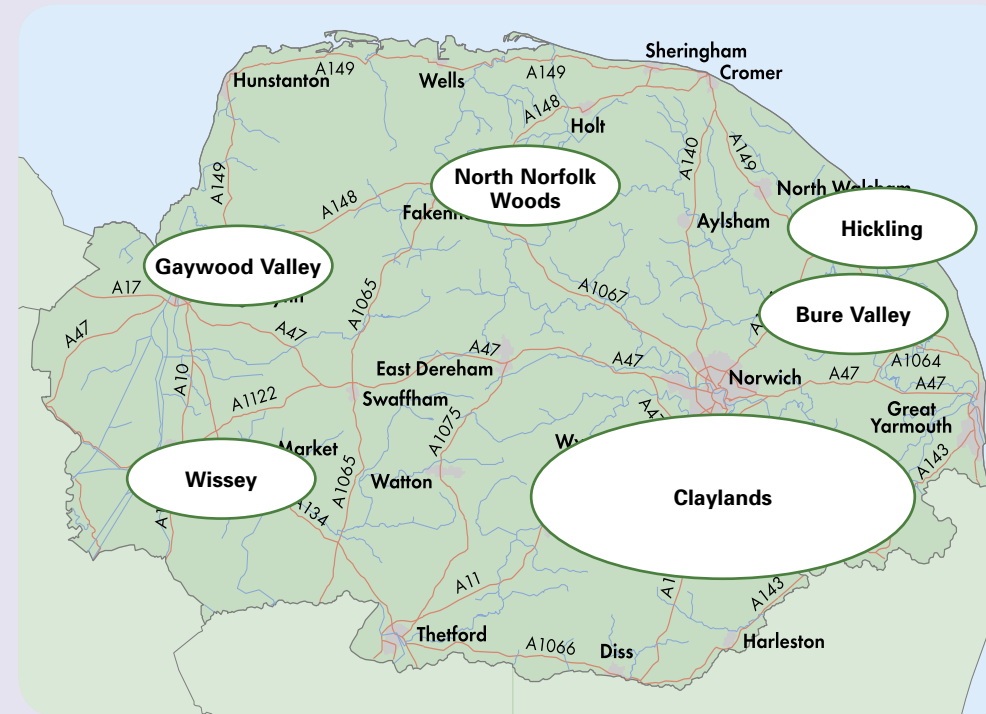 Sheringham
Cromer
A149
Hunstanton
Wells
A149
A148
Holt
A140
A149
A149
North Norfolk
Woods
North Walsham
A148
Aylsham
Hickling
Gaywood Valley
A17
A1065
A1067
Bure Valley
A47
A47
A47
A47
A1064
A10
East Dereham
Norwich
A47
A47
A1122
Swaffham
Great
Yarmouth
A1075
Market
A143
Wissey
A1065
Watton
Claylands
A134
A11
A143
Thetford
A1066
Diss
Harleston